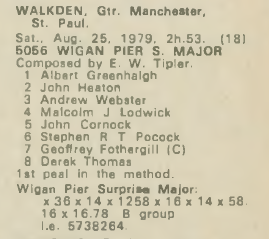 WALKDEN, Gtr. Manchester,
St. Paul.
Sat., Aug. 25, 1979, 2h.53. (18)
5056 WIGAN PIER S. MAJOR
Composed by E. W. Tipler.
1 Albert Greenhalgh
2 John Heaton
3 Andrew Webster
4 Malcolm J Lodwick
5 John Cornock
6 Stephen R T Pocock
7 Geoffrey Fothergill (C)
8 Derek Thomas
1st peal in the method.
Wigan Pier Surprise Major:
x 36 x 14 x 1258 x 16 x 14 x 58.
16 x 16.78 B group
i.e. 5738264.